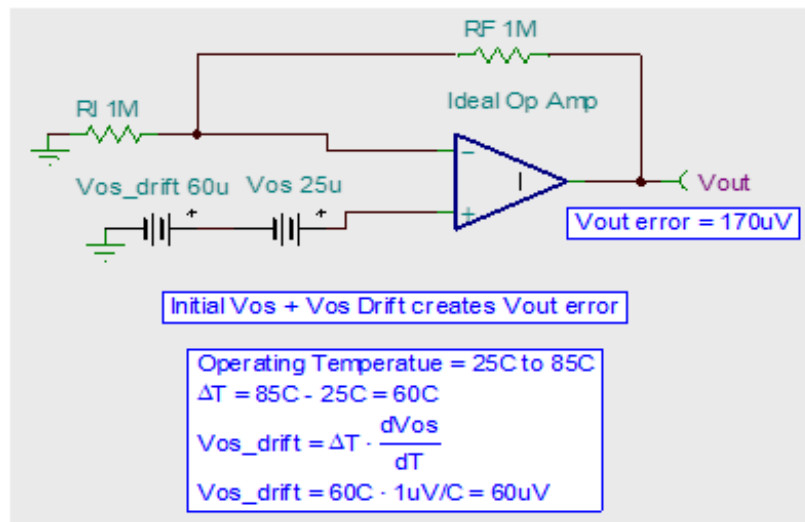 RF 1M
Ideal Op Amp
RI 1M
−
Vos_drift 60u
Vos 25u
+
+
+
I
Vout
Vout error = 170uV
Initial Vos + Vos Drift creates Vout error
Operating Temperatue = 25C to 85C
ΔT = 85C - 25C = 60C
Vos_drift = ΔT · dVos/dT
Vos_drift = 60C · 1uV/C = 60uV